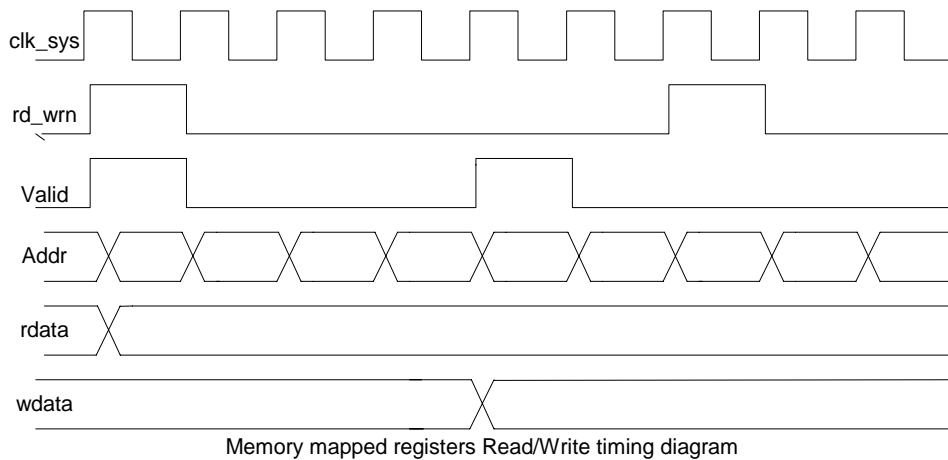 clk_sys
rd_wrn
Valid
Addr
rdata
wdata
Memory mapped registers Read/Write timing diagram